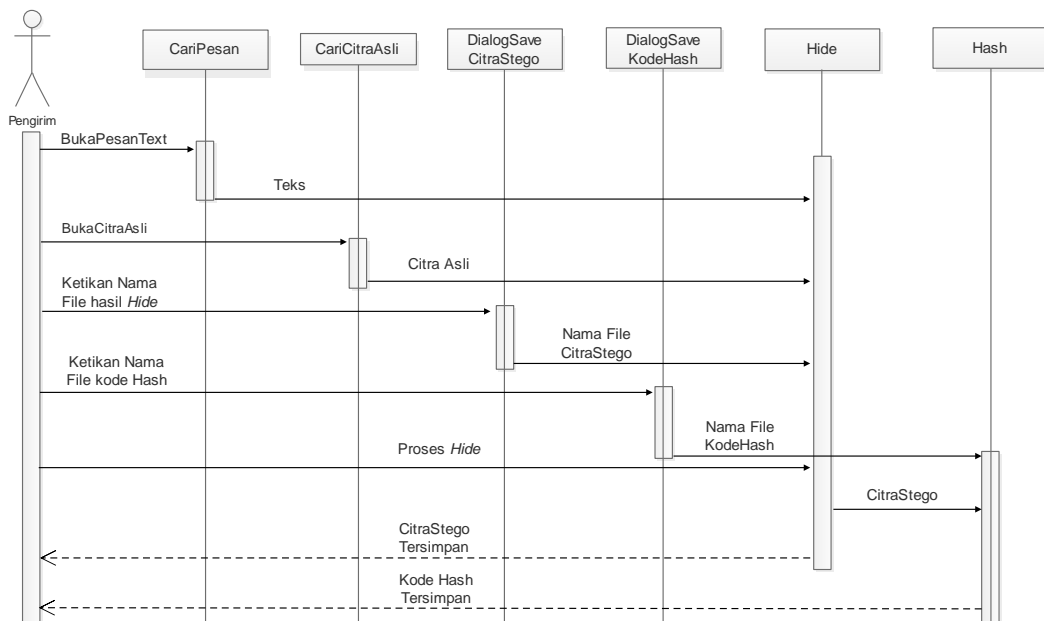 CariPesan
CariCitraAsli
DialogSave
CitraStego
DialogSave
KodeHash
Hide
Hash
Pengirim
BukaPesanText
Teks
BukaCitraAsli
Citra Asli
Ketikan Nama
File hasil Hide
Nama File
CitraStego
Ketikan Nama
File kode Hash
Nama File
KodeHash
Proses Hide
CitraStego
CitraStego
Tersimpan
Kode Hash
Tersimpan